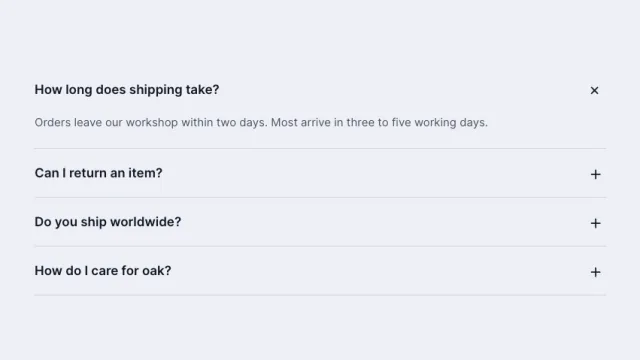 How long does shipping take?
Orders leave our workshop within two days. Most arrive in three to five working days.
Can I return an item?
Do you ship worldwide?
How do I care for oak?